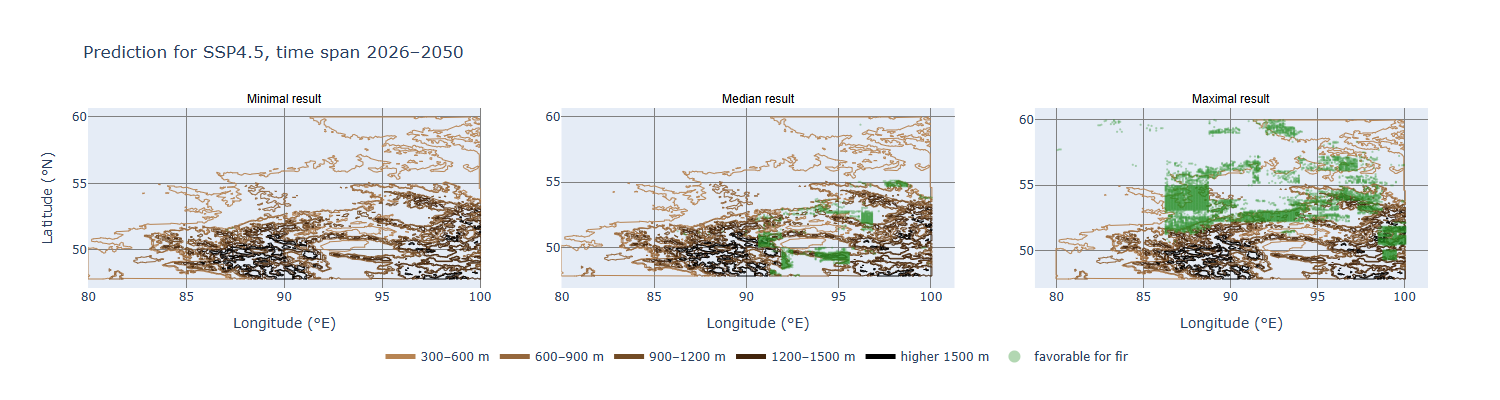 Prediction for SSP4.5, time span 2026–2050
Minimal result
Median result
Maximal result
Latitude (°N)
60
55
50
80
85
90
95
100
Longitude (°E)
60
55
50
80
85
90
95
100
Longitude (°E)
60
55
50
80
85
90
95
100
Longitude (°E)
300–600 m
600–900 m
900–1200 m
1200–1500 m
higher 1500 m
favorable for fir